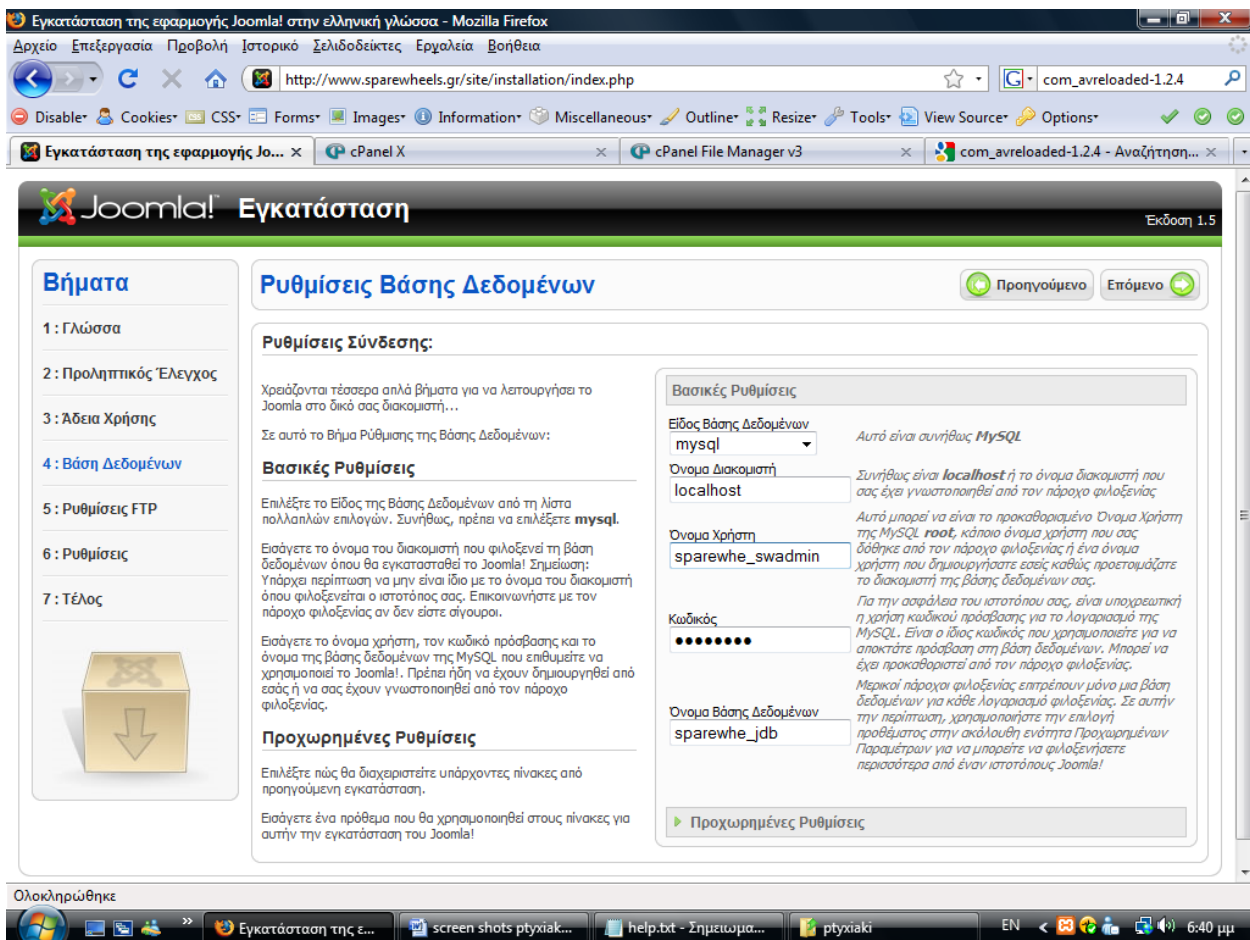 Εγκατάσταση της εφαρμογής Joomla! στην ελληνική γλώσσα - Mozilla Firefox
Αρχείο Επεξεργασία Προβολή Ιστορικό Σελιδοδείκτες Εργαλεία Βοήθεια
http://www.sparewheels.gr/site/installation/index.php
com_avreloaded-1.2.4
Disable Cookies CSS Forms Images Information Miscellaneous Outline Resize Tools View Source Options
Εγκατάσταση της εφαρμογής Jo...
cPanel X
cPanel File Manager v3
com_avreloaded-1.2.4 - Αναζήτηση...
Joomla! Εγκατάσταση
Έκδοση 1.5
Βήματα
1 : Γλώσσα
2 : Προληπτικός Έλεγχος
3 : Άδεια Χρήσης
4 : Βάση Δεδομένων
5 : Ρυθμίσεις FTP
6 : Ρυθμίσεις
7 : Τέλος
Ρυθμίσεις Βάσης Δεδομένων
Προηγούμενο
Επόμενο
Ρυθμίσεις Σύνδεσης:
Χρειάζονται τέσσερα απλά βήματα για να λειτουργήσει το
Joomla στο δικό σας διακομιστή...
Σε αυτό το Βήμα Ρύθμισης της Βάσης Δεδομένων:
Βασικές Ρυθμίσεις
Επιλέξτε το Είδος της Βάσης Δεδομένων από τη λίστα
πολλαπλών επιλογών. Συνήθως, πρέπει να επιλέξετε mysql.
Εισάγετε το όνομα του διακομιστή που φιλοξενεί τη βάση
δεδομένων όπου θα εγκατασταθεί το Joomla! Σημείωση:
Υπάρχει περίπτωση να μην είναι ίδιο με το όνομα του διακομιστή
όπου φιλοξενείται ο ιστοτόπος σας. Επικοινωνήστε με τον
πάροχο φιλοξενίας αν δεν είστε σίγουροι.
Εισάγετε το όνομα χρήστη, τον κωδικό πρόσβασης και το
όνομα της βάσης δεδομένων της MySQL που επιθυμείτε να
χρησιμοποιεί το Joomla!. Πρέπει ήδη να έχουν δημιουργηθεί από
εσάς ή να σας έχουν γνωστοποιηθεί από τον πάροχο
φιλοξενίας.
Προχωρημένες Ρυθμίσεις
Επιλέξτε πώς θα διαχειριστείτε υπάρχοντες πίνακες από
προηγούμενη εγκατάσταση.
Εισάγετε ένα πρόθεμα που θα χρησιμοποιηθεί στους πίνακες για
αυτήν την εγκατάσταση του Joomla!
Βασικές Ρυθμίσεις
Είδος Βάσης Δεδομένων
mysql
Αυτό είναι συνήθως MySQL
Όνομα Διακομιστή
localhost
Συνήθως είναι localhost ή το όνομα διακομιστή που
σας έχει γνωστοποιηθεί από τον πάροχο φιλοξενίας
Όνομα Χρήστη
sparewhe_swadmin
Αυτό μπορεί να είναι το προκαθορισμένο Όνομα Χρήστη
της MySQL root, κάποιο όνομα χρήστη που σας
δόθηκε από τον πάροχο φιλοξενίας ή ένα όνομα
χρήστη που δημιουργήσατε εσείς καθώς προετοιμάζατε
το διακομιστή της βάσης δεδομένων σας.
Κωδικός
●●●●●●●●
Για την ασφάλεια του ιστοτόπου σας, είναι υποχρεωτική
η χρήση κωδικού πρόσβασης για το λογαριασμό της
MySQL. Είναι ο ίδιος κωδικός που χρησιμοποιείτε για να
αποκτάτε πρόσβαση στη βάση δεδομένων. Μπορεί να
έχει προκαθοριστεί από τον πάροχο φιλοξενίας.
Όνομα Βάσης Δεδομένων
sparewhe_jdb
Μερικοί πάροχοι φιλοξενίας επιτρέπουν μόνο μια βάση
δεδομένων για κάθε λογαριασμό φιλοξενίας. Σε αυτήν
την περίπτωση, χρησιμοποιήστε την επιλογή
προθέματος στην ακόλουθη ενότητα Προχωρημένων
Παραμέτρων για να μπορείτε να φιλοξενήσετε
περισσότερα από έναν ιστοτόπους Joomla!
Προχωρημένες Ρυθμίσεις
Ολοκληρώθηκε
Εγκατάσταση της ε...
screen shots ptyxiak...
help.txt - Σημειωμα...
ptyxiaki
EN
6:40 μμ